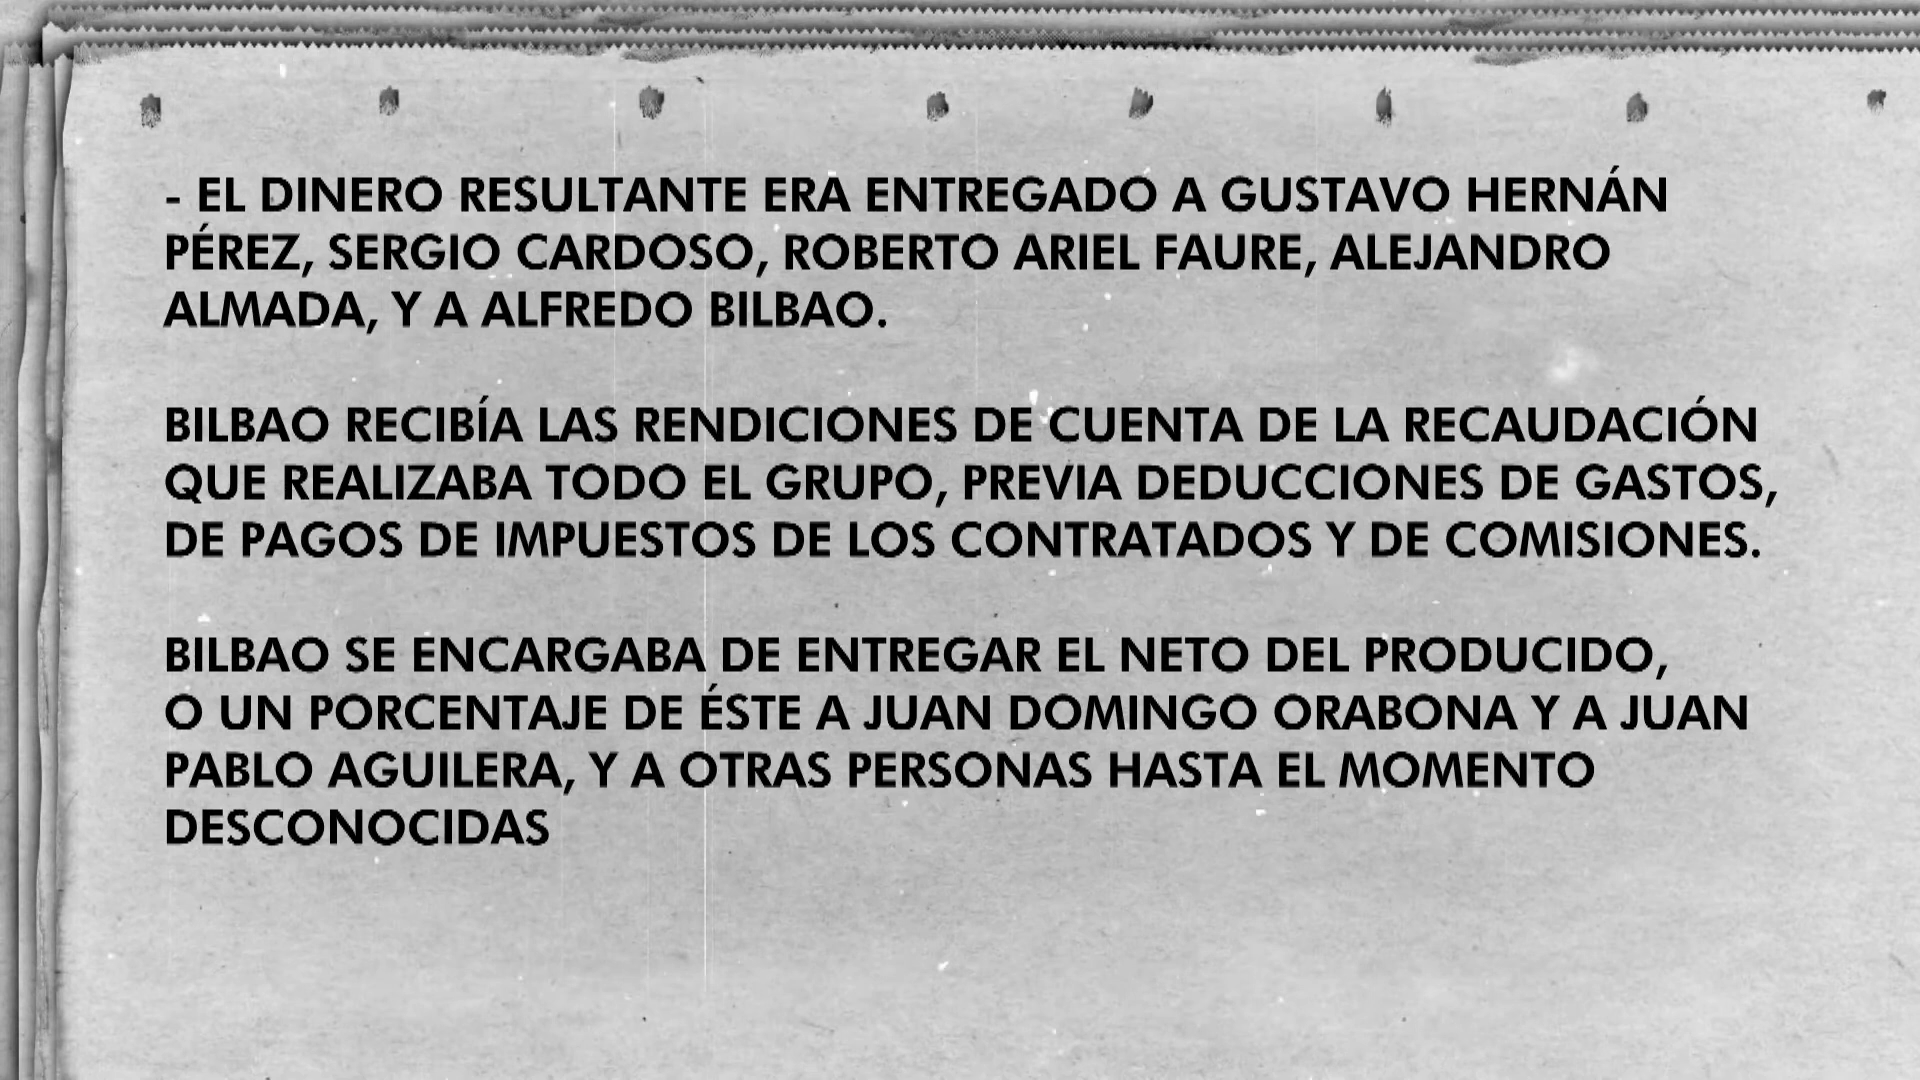 - EL DINERO RESULTANTE ERA ENTREGADO A GUSTAVO HERNÁN
PÉREZ, SERGIO CARDOSO, ROBERTO ARIEL FAURE, ALEJANDRO
ALMADA, Y A ALFREDO BILBAO.
BILBAO RECIBÍA LAS RENDICIONES DE CUENTA DE LA RECAUDACIÓN
QUE REALIZABA TODO EL GRUPO, PREVIA DEDUCCIONES DE GASTOS,
DE PAGOS DE IMPUESTOS DE LOS CONTRATADOS Y DE COMISIONES.
BILBAO SE ENCARGABA DE ENTREGAR EL NETO DEL PRODUCIDO,
O UN PORCENTAJE DE ÉSTE A JUAN DOMINGO ORABONA Y A JUAN
PABLO AGUILERA, Y A OTRAS PERSONAS HASTA EL MOMENTO
DESCONOCIDAS